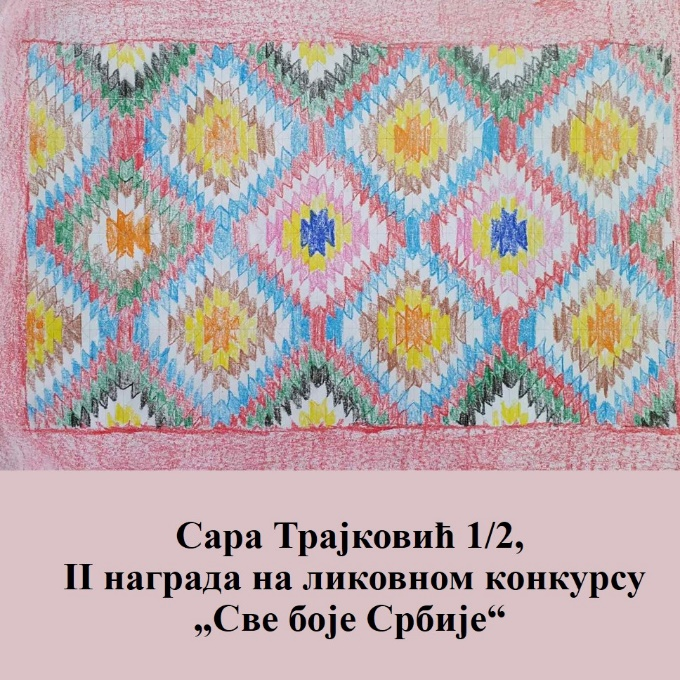 Сара Трајковић 1/2,
II награда на ликовном конкурсу
„Све боје Србије“